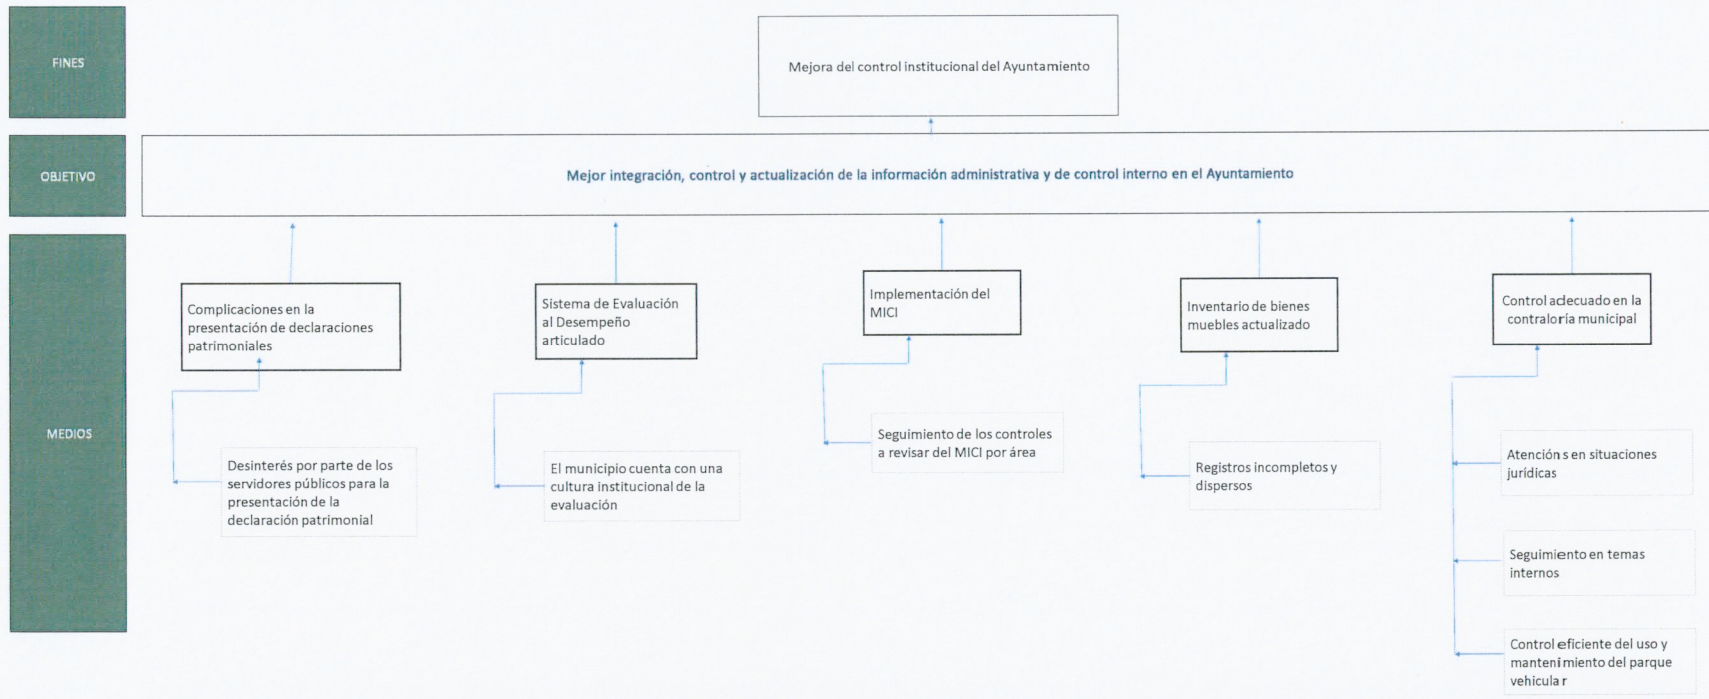 FINES
Mejora del control institucional del Ayuntamiento
OBJETIVO
Mejor integración, control y actualización de la información administrativa y de control interno en el Ayuntamiento
MEDIOS
Complicaciones en la
presentación de declaraciones
patrimoniales
Sistema de Evaluación
al Desempeño
articulado
Implementación del
MICI
Inventario de bienes
muebles actualizado
Control adecuado en la
contraloría municipal
Desinterés por parte de los
servidores públicos para la
presentación de la
declaración patrimonial
El municipio cuenta con una
cultura institucional de la
evaluación
Seguimiento de los controles
a revisar del MICI por área
Registros incompletos y
dispersos
Atención s en situaciones
jurídicas
Seguimiento en temas
internos
Control eficiente del uso y
mantenimiento del parque
vehicular